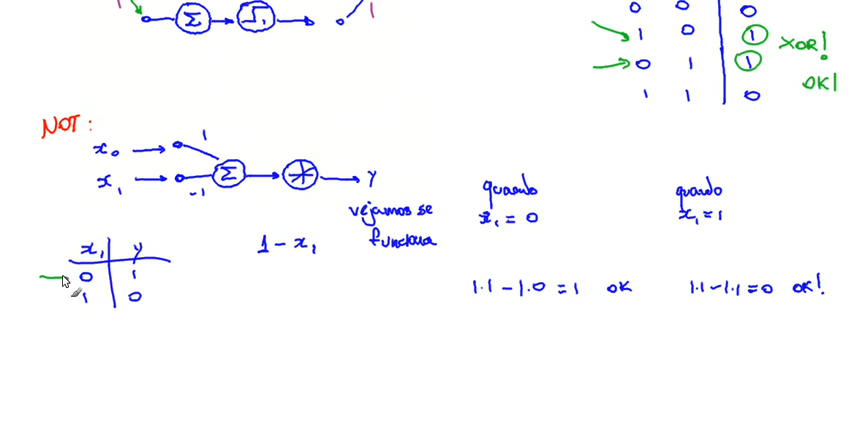 1
Σ
1
0 0 0
1 0 1
XOR!
0 1 1
OK!
1 1 0
NOT:
x₀
1
x₁
-1
Σ
y
vejamos se
funciona
quando
x₁ = 0
quando
x₁ = 1
x₁ y
0 1
1 0
1 - x₁
1.1 - 1.0 = 1 OK
1.1 - 1.1 = 0 OK!